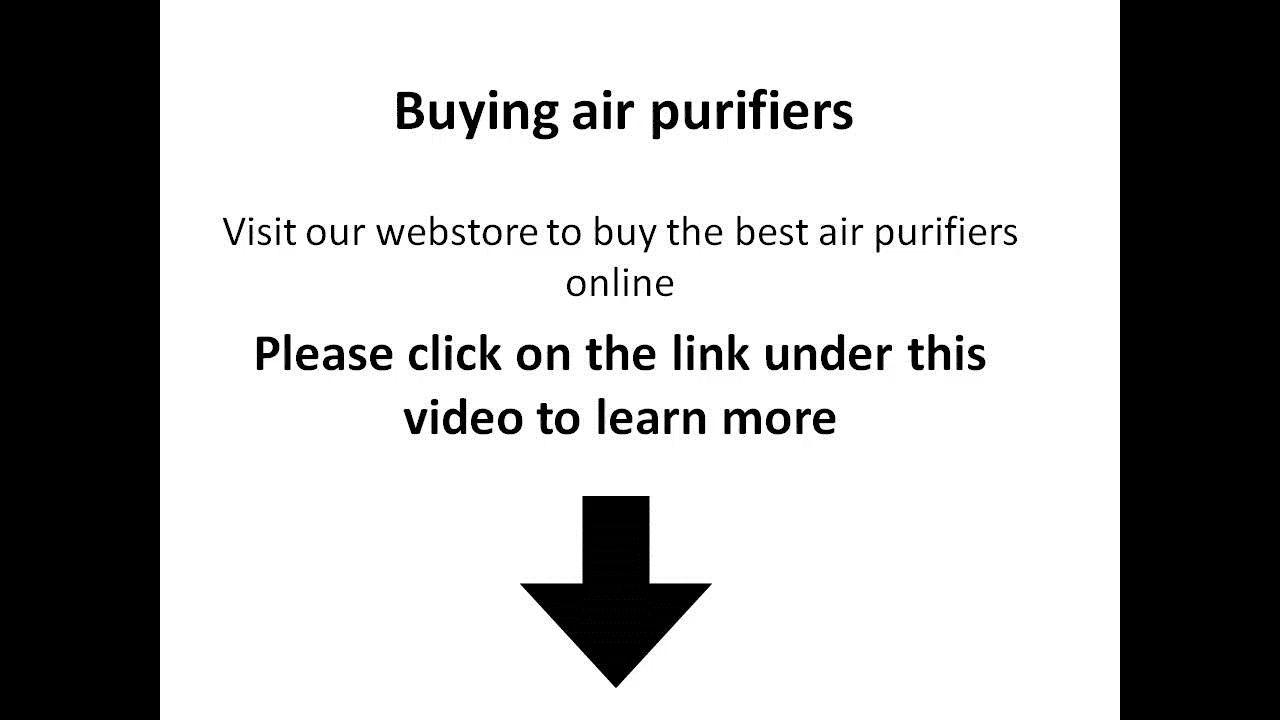 Buying air purifiers
Visit our webstore to buy the best air purifiers
online
Please click on the link under this
video to learn more